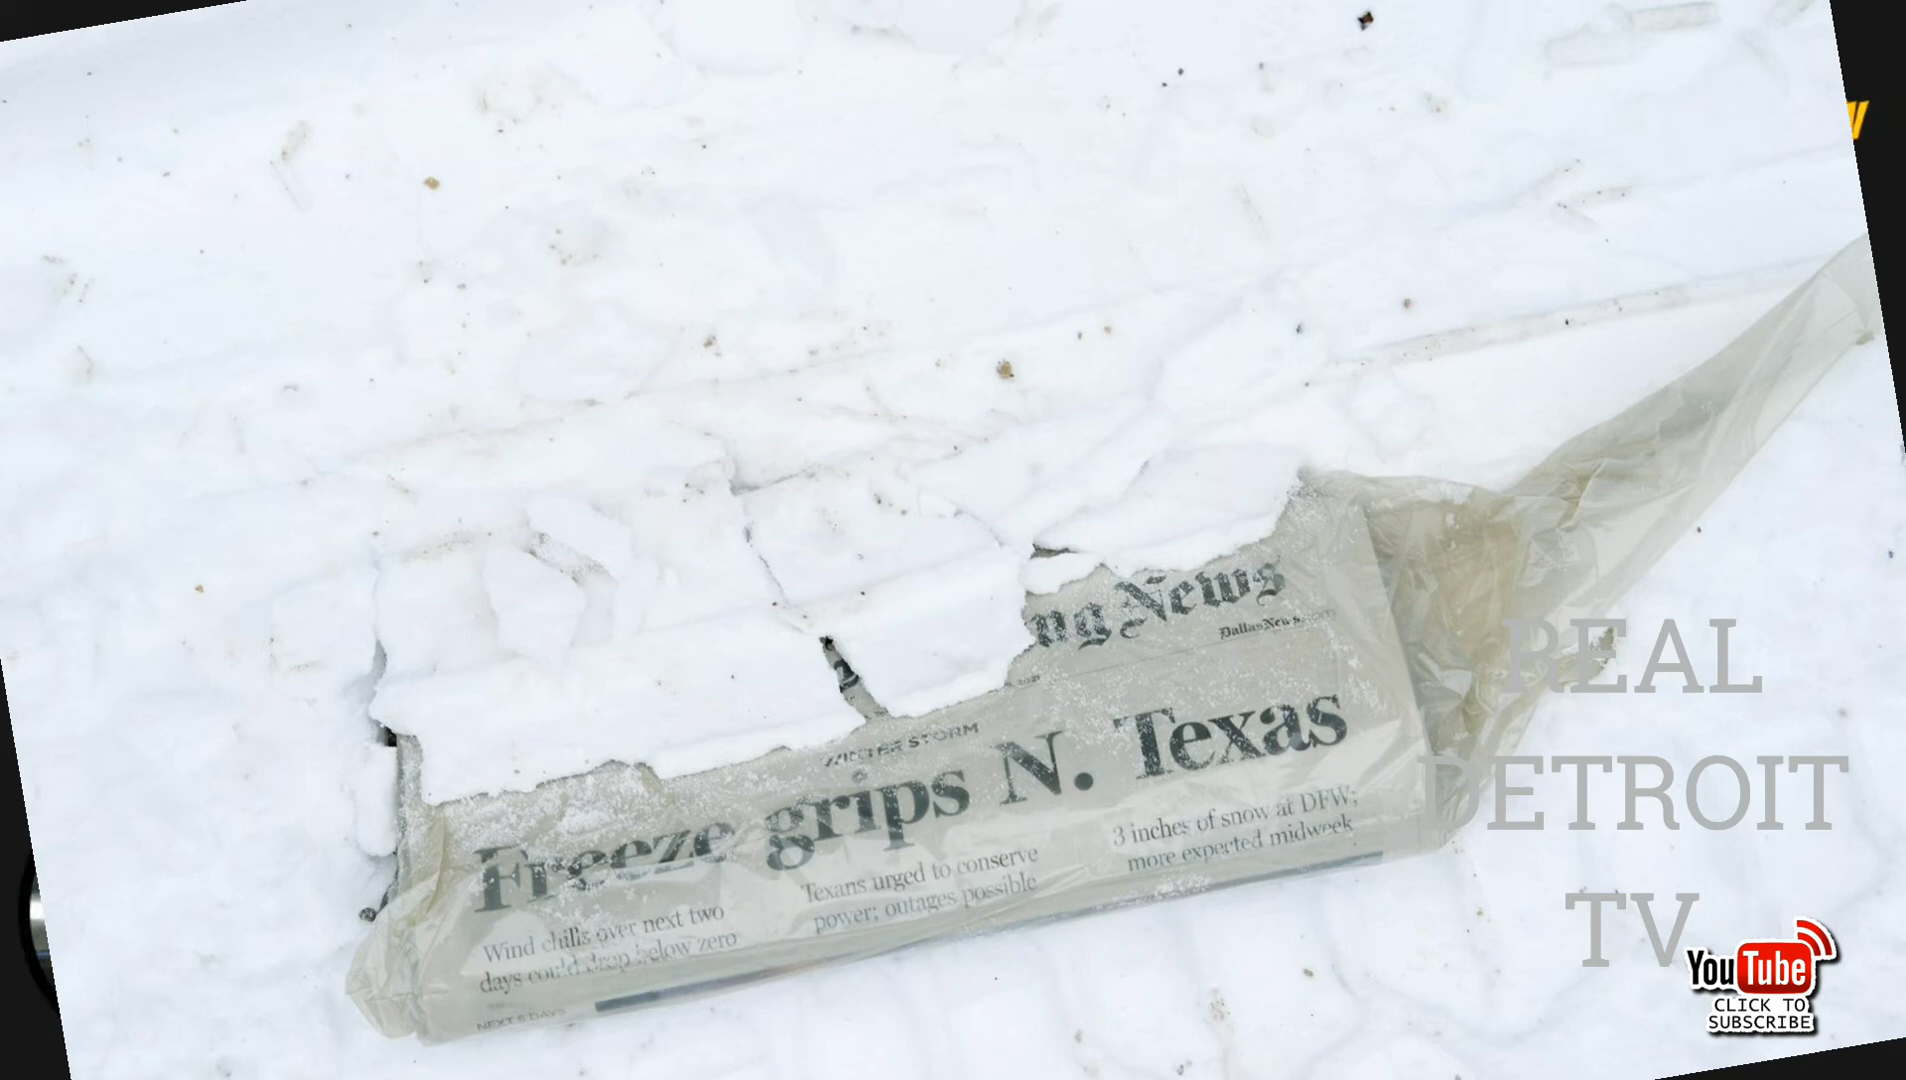 ng News
DallasNews.com
2021
WINTER STORM
Freeze grips N. Texas
Wind chills over next two
days could drop below zero
Texans urged to conserve
power; outages possible
3 inches of snow at DFW;
more expected midweek
NEXT 5 DAYS
REAL
DETROIT
TV
YouTube
CLICK TO
SUBSCRIBE